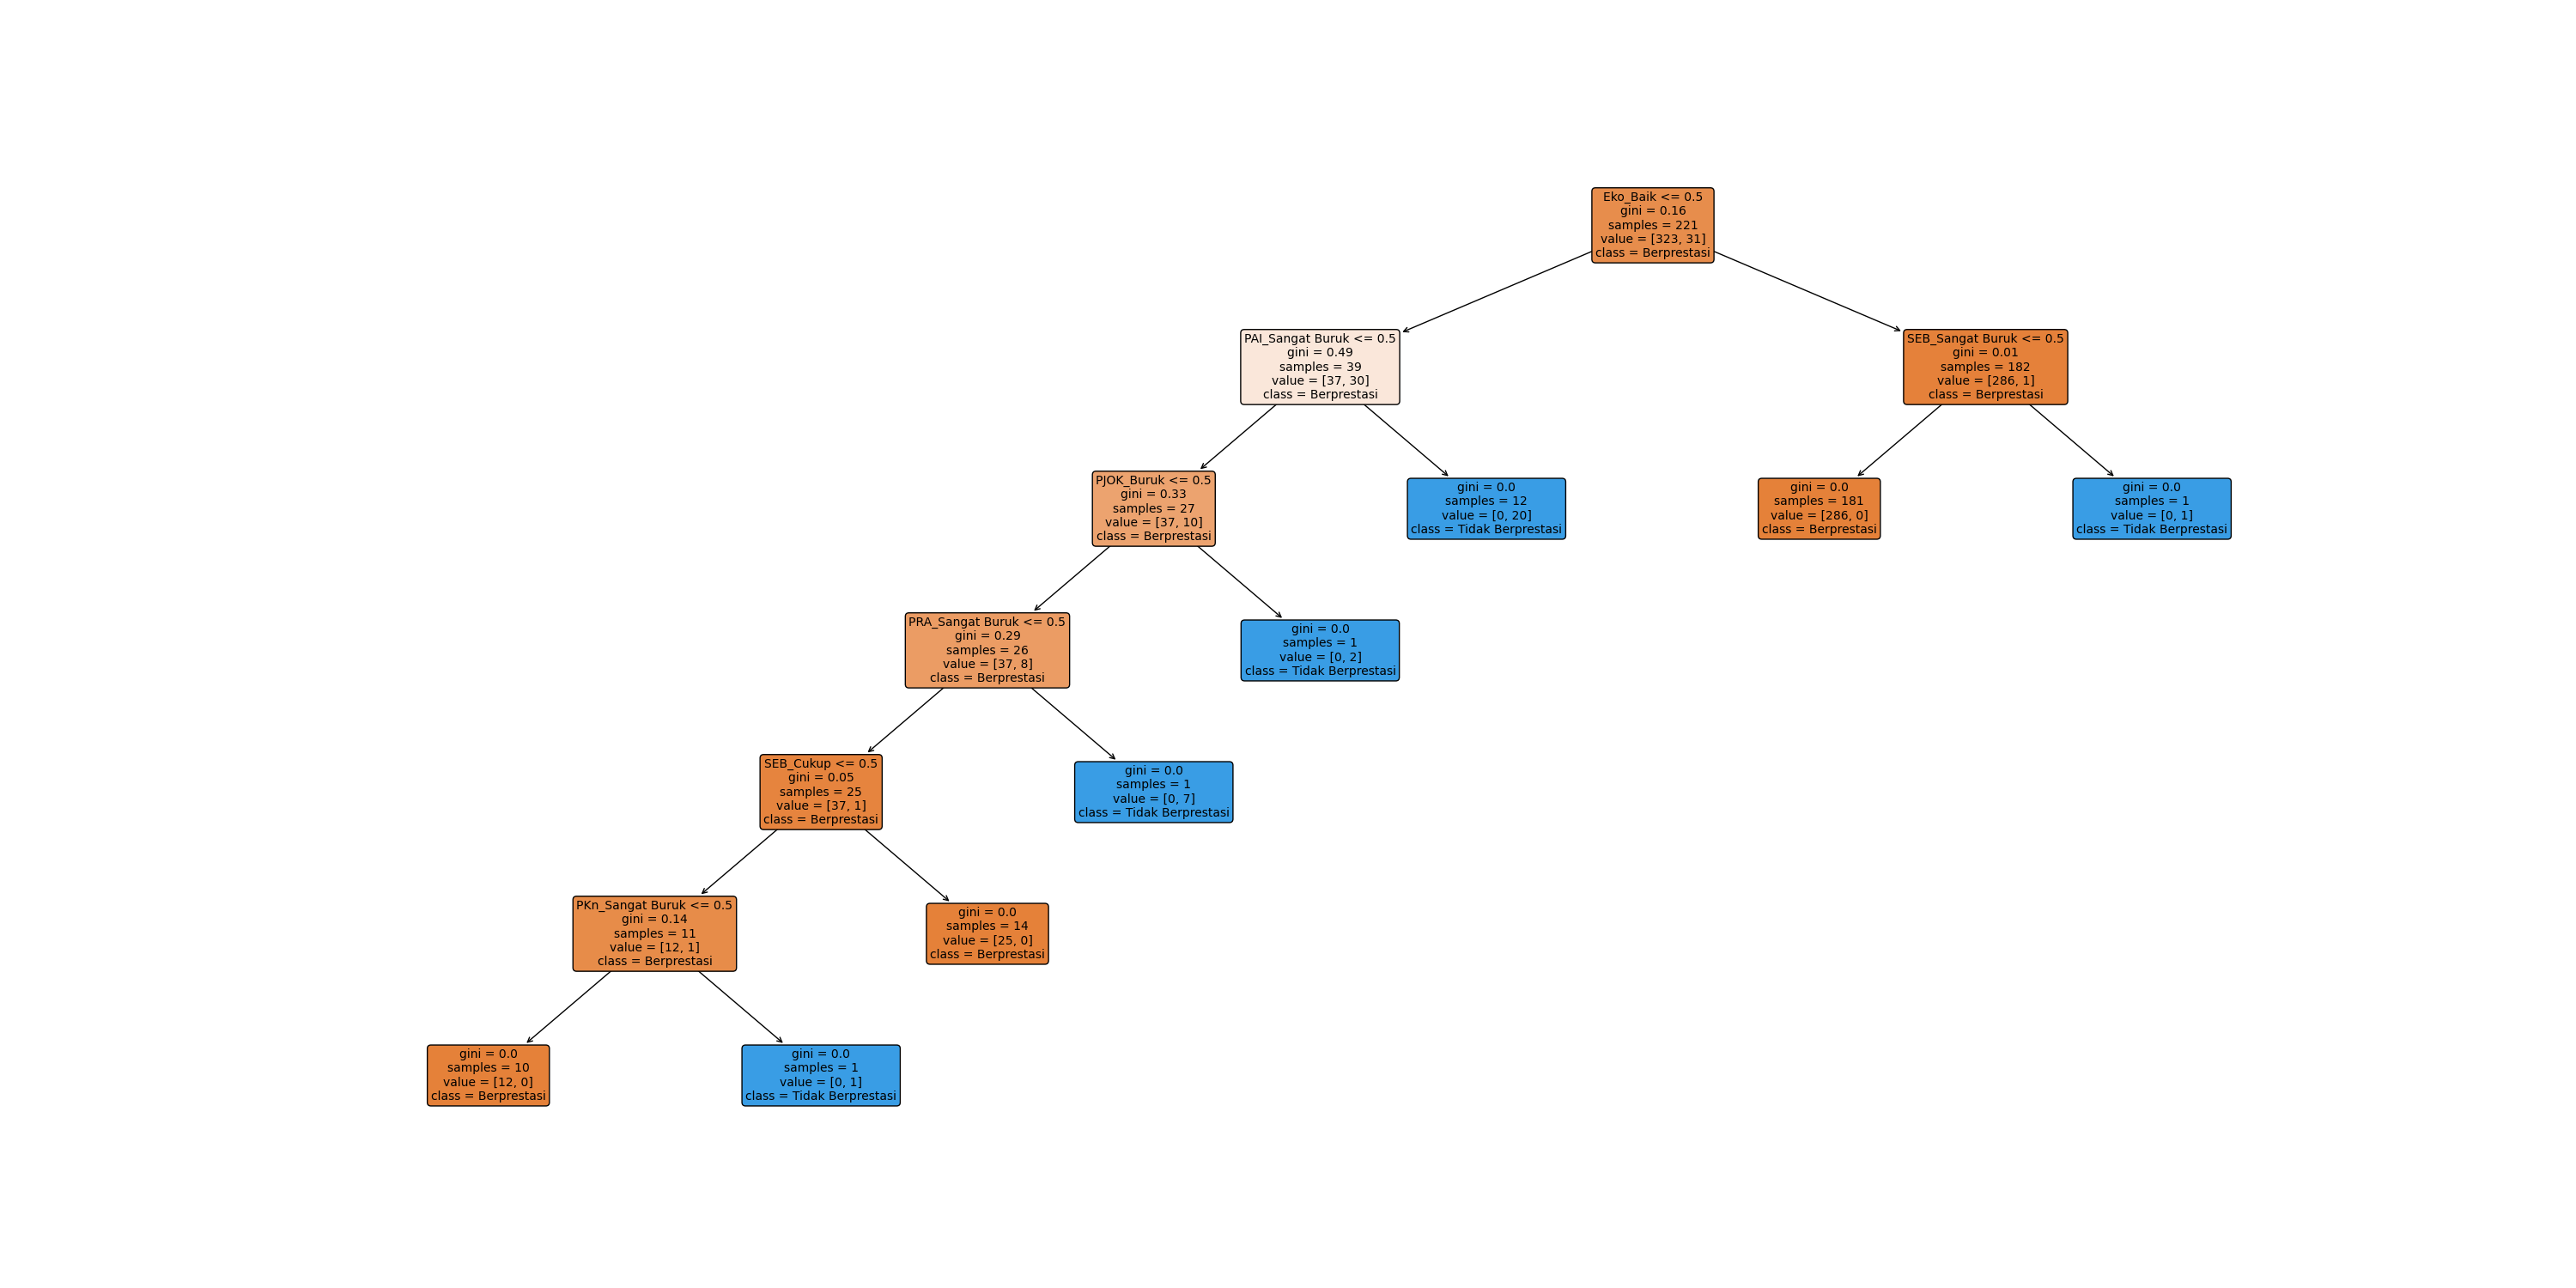 Eko_Baik <= 0.5
gini = 0.16
samples = 221
value = [323, 31]
class = Berprestasi
PAI_Sangat Buruk <= 0.5
gini = 0.49
samples = 39
value = [37, 30]
class = Berprestasi
SEB_Sangat Buruk <= 0.5
gini = 0.01
samples = 182
value = [286, 1]
class = Berprestasi
PJOK_Buruk <= 0.5
gini = 0.33
samples = 27
value = [37, 10]
class = Berprestasi
gini = 0.0
samples = 12
value = [0, 20]
class = Tidak Berprestasi
gini = 0.0
samples = 181
value = [286, 0]
class = Berprestasi
gini = 0.0
samples = 1
value = [0, 1]
class = Tidak Berprestasi
PRA_Sangat Buruk <= 0.5
gini = 0.29
samples = 26
value = [37, 8]
class = Berprestasi
gini = 0.0
samples = 1
value = [0, 2]
class = Tidak Berprestasi
SEB_Cukup <= 0.5
gini = 0.05
samples = 25
value = [37, 1]
class = Berprestasi
gini = 0.0
samples = 1
value = [0, 7]
class = Tidak Berprestasi
PKn_Sangat Buruk <= 0.5
gini = 0.14
samples = 11
value = [12, 1]
class = Berprestasi
gini = 0.0
samples = 14
value = [25, 0]
class = Berprestasi
gini = 0.0
samples = 10
value = [12, 0]
class = Berprestasi
gini = 0.0
samples = 1
value = [0, 1]
class = Tidak Berprestasi